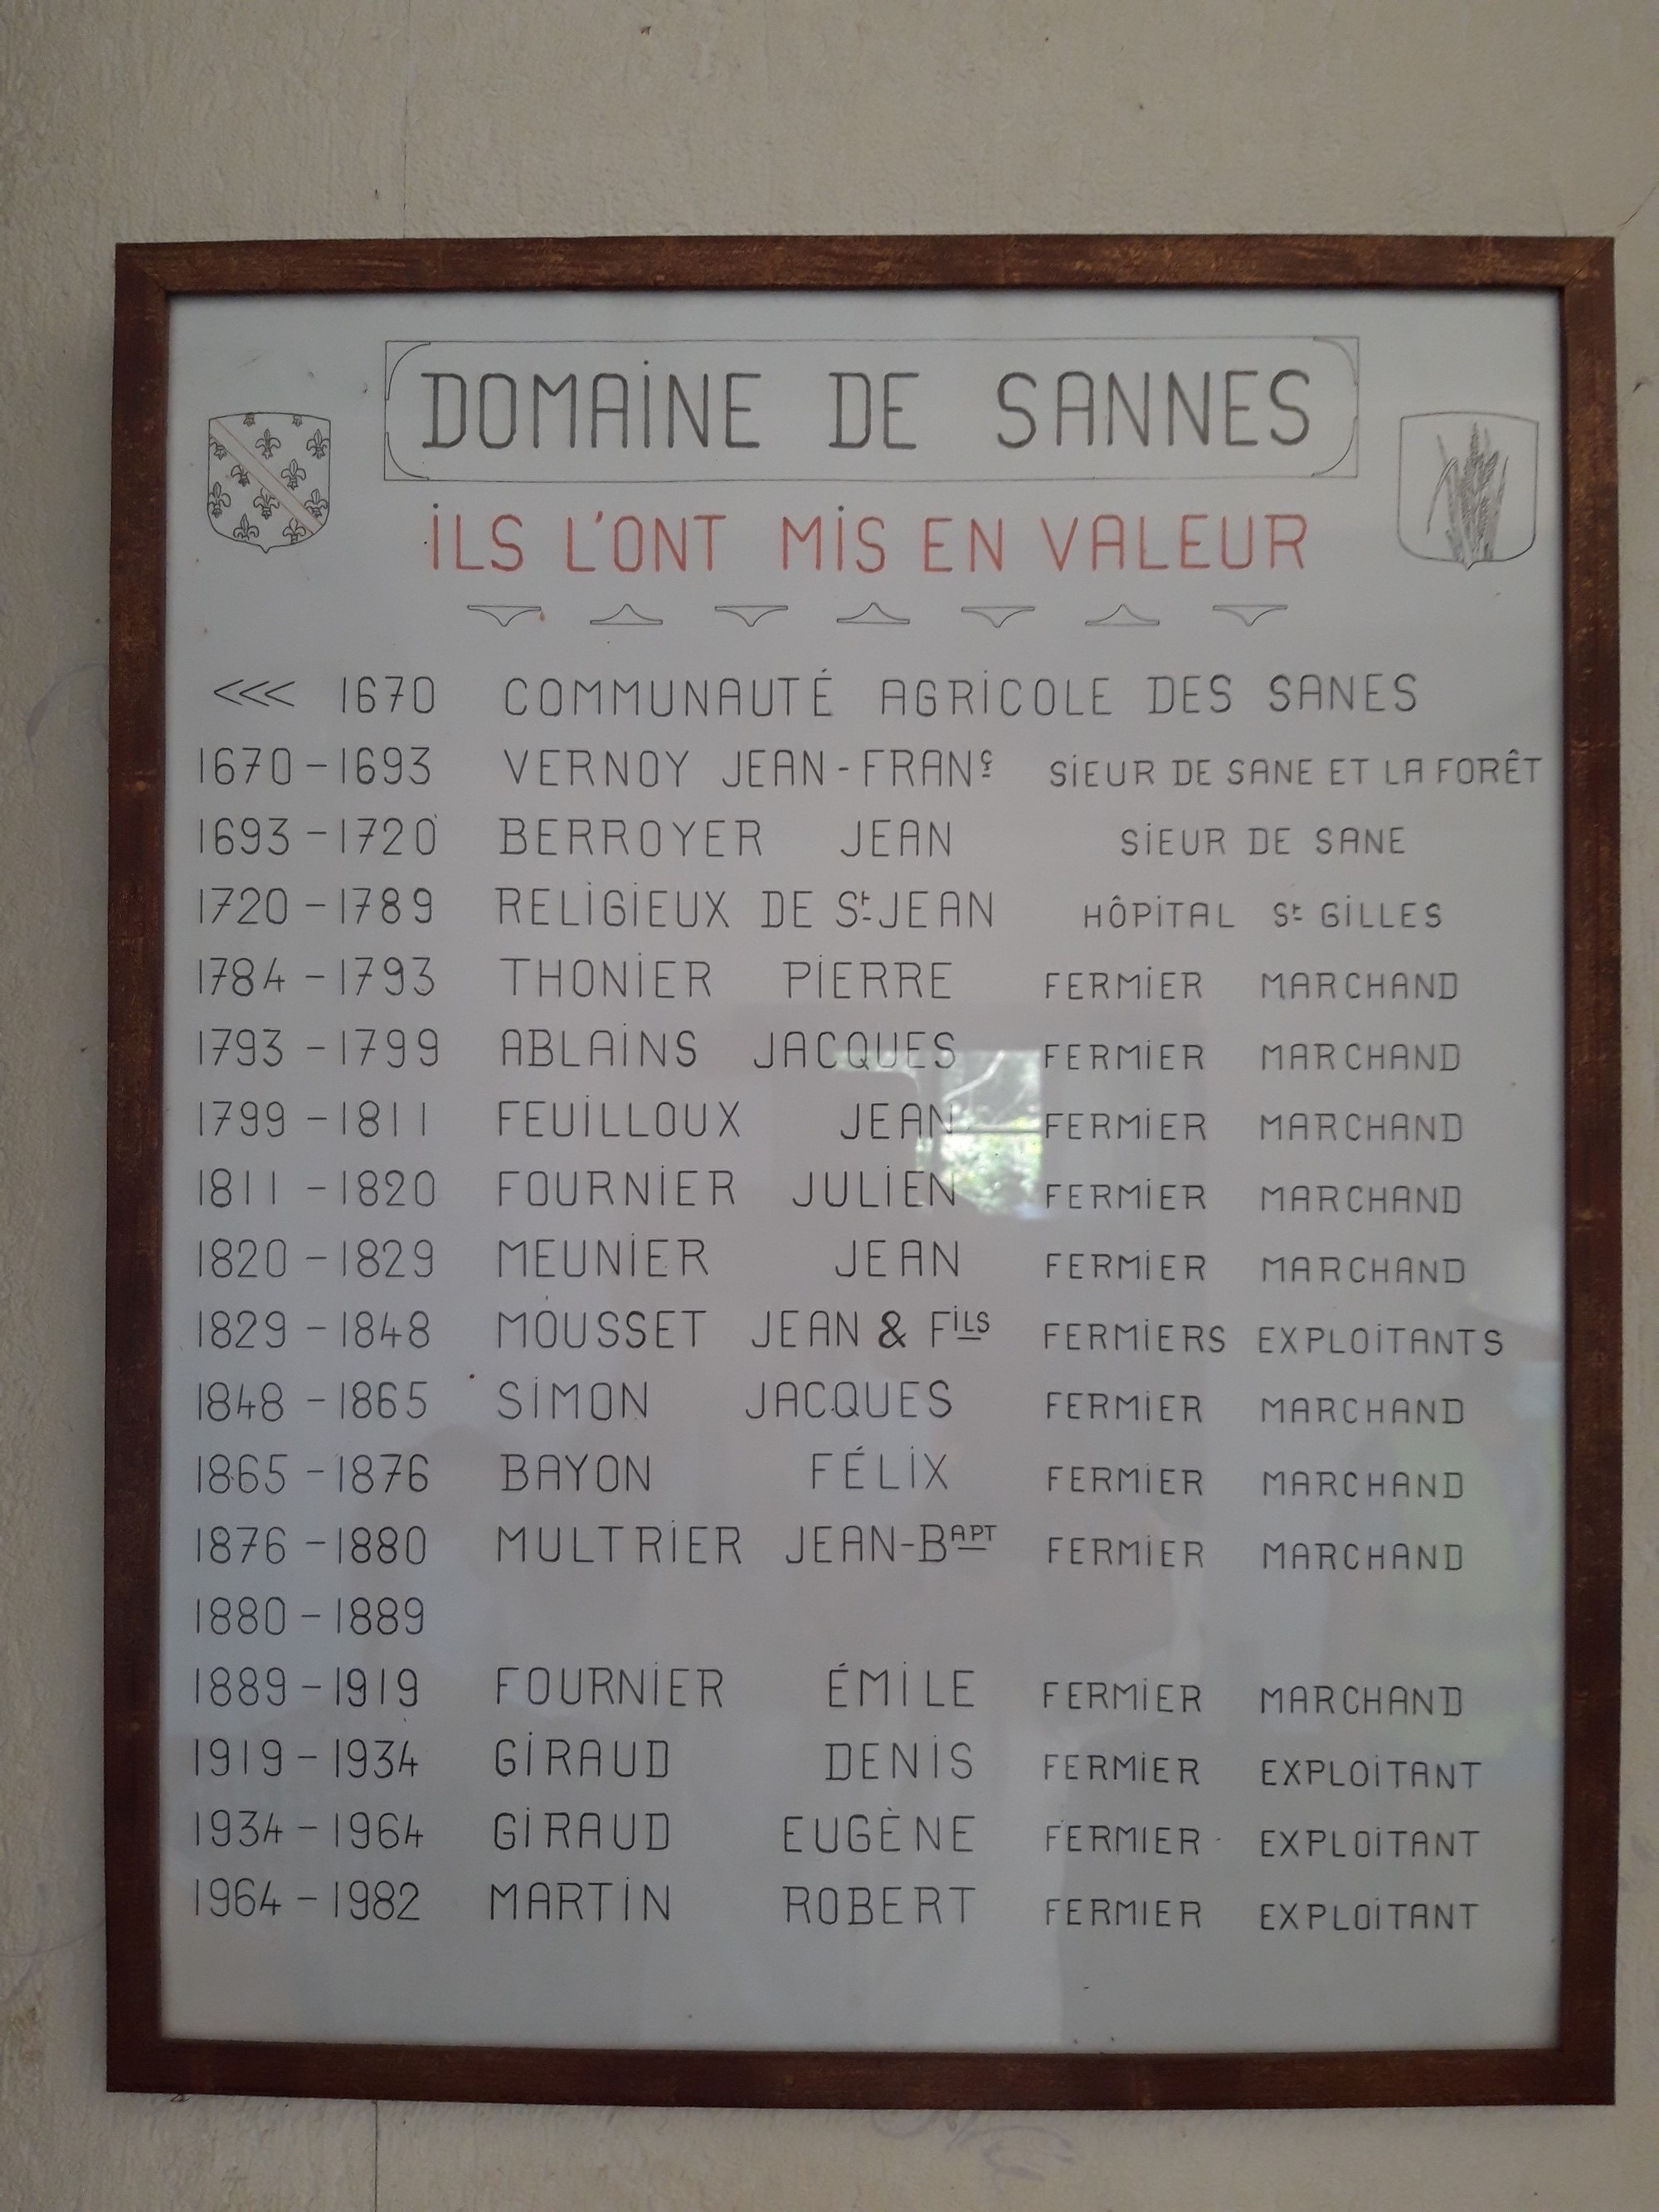 DOMAINE DE SANNES
ILS L'ONT MIS EN VALEUR
<<< 1670 COMMUNAUTÉ AGRICOLE DES SANES
1670 - 1693 VERNOY JEAN-FRANÇ SIEUR DE SANE ET LA FORÊT
1693 - 1720 BERROYER JEAN SIEUR DE SANE
1720 - 1789 RELIGIEUX DE St JEAN HÔPITAL St GILLES
1784 - 1793 THONIER PIERRE FERMIER MARCHAND
1793 - 1799 ABLAINS JACQUES FERMIER MARCHAND
1799 - 1811 FEUILLOUX JEAN FERMIER MARCHAND
1811 - 1820 FOURNIER JULIEN FERMIER MARCHAND
1820 - 1829 MEUNIER JEAN FERMIER MARCHAND
1829 - 1848 MOUSSET JEAN & FILS FERMIERS EXPLOITANTS
1848 - 1865 SIMON JACQUES FERMIER MARCHAND
1865 - 1876 BAYON FÉLIX FERMIER MARCHAND
1876 - 1880 MULTRIER JEAN-BAPT FERMIER MARCHAND
1880 - 1889
1889 - 1919 FOURNIER ÉMILE FERMIER MARCHAND
1919 - 1934 GIRAUD DENIS FERMIER EXPLOITANT
1934 - 1964 GIRAUD EUGÈNE FERMIER EXPLOITANT
1964 - 1982 MARTIN ROBERT FERMIER EXPLOITANT